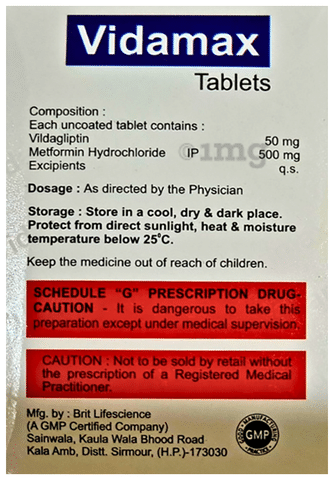 Vidamax
Tablets
Composition :
Each uncoated tablet contains :
Vildagliptin 50 mg
Metformin Hydrochloride IP 500 mg
Excipients q.s.
Dosage : As directed by the Physician
Storage : Store in a cool, dry & dark place.
Protect from direct sunlight, heat & moisture
temperature below 25°C.
Keep the medicine out of reach of children.
SCHEDULE "G" PRESCRIPTION DRUG.
CAUTION - It is dangerous to take this
preparation except under medical supervision.
CAUTION : Not to be sold by retail without
the prescription of a Registered Medical
Practitioner.
Mfg. by : Brit Lifescience
(A GMP Certified Company)
Sainwala, Kaula Wala Bhood Road
Kala Amb, Distt. Sirmour, (H.P.)-173030
GOOD MANUFACTURING
GMP
PRACTICE
1mg